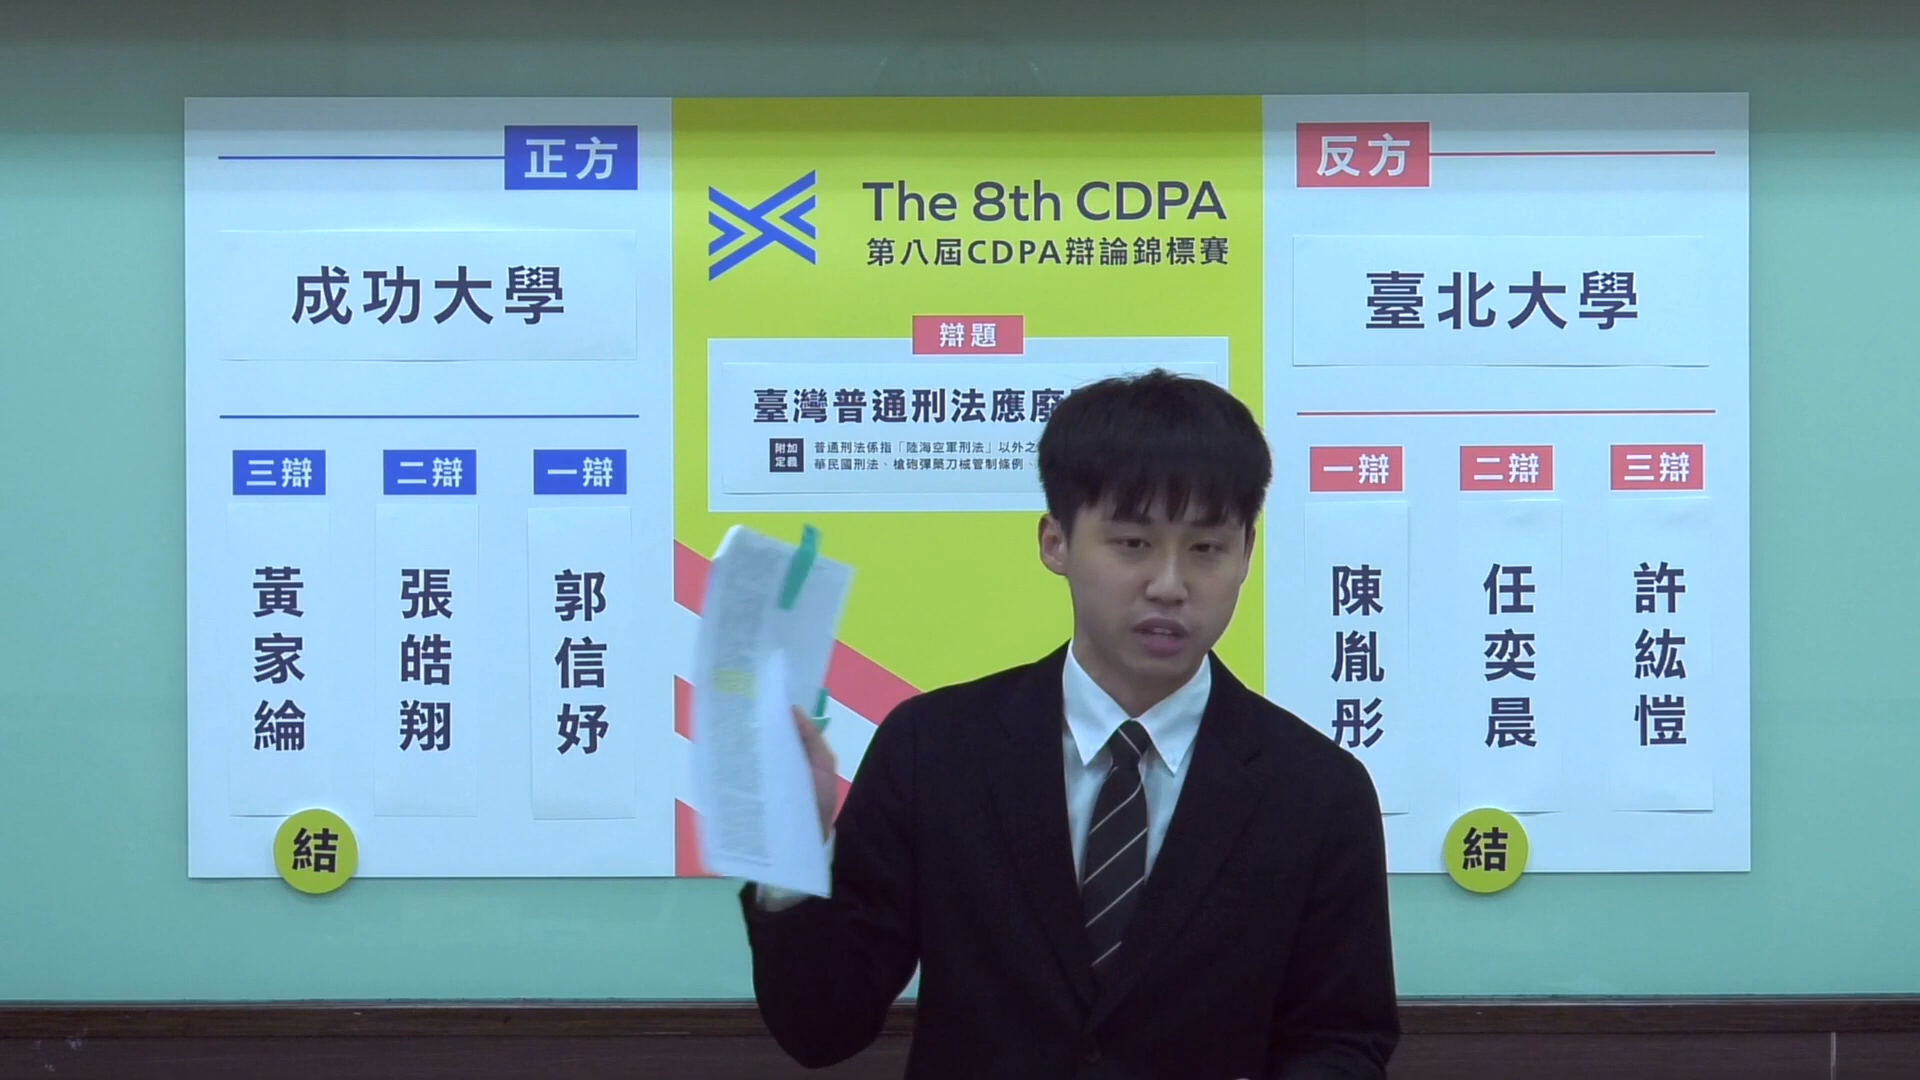 正方
成功大學
三辯
二辯
一辯
黃家綸
張皓翔
郭信妤
結
The 8th CDPA
第八屆CDPA辯論錦標賽
辯題
臺灣普通刑法應廢
附加定義
普通刑法係指「陸海空軍刑法」以外之
華民國刑法、槍砲彈藥刀械管制條例、
反方
臺北大學
一辯
二辯
三辯
陳胤彤
任奕晨
許紘愷
結